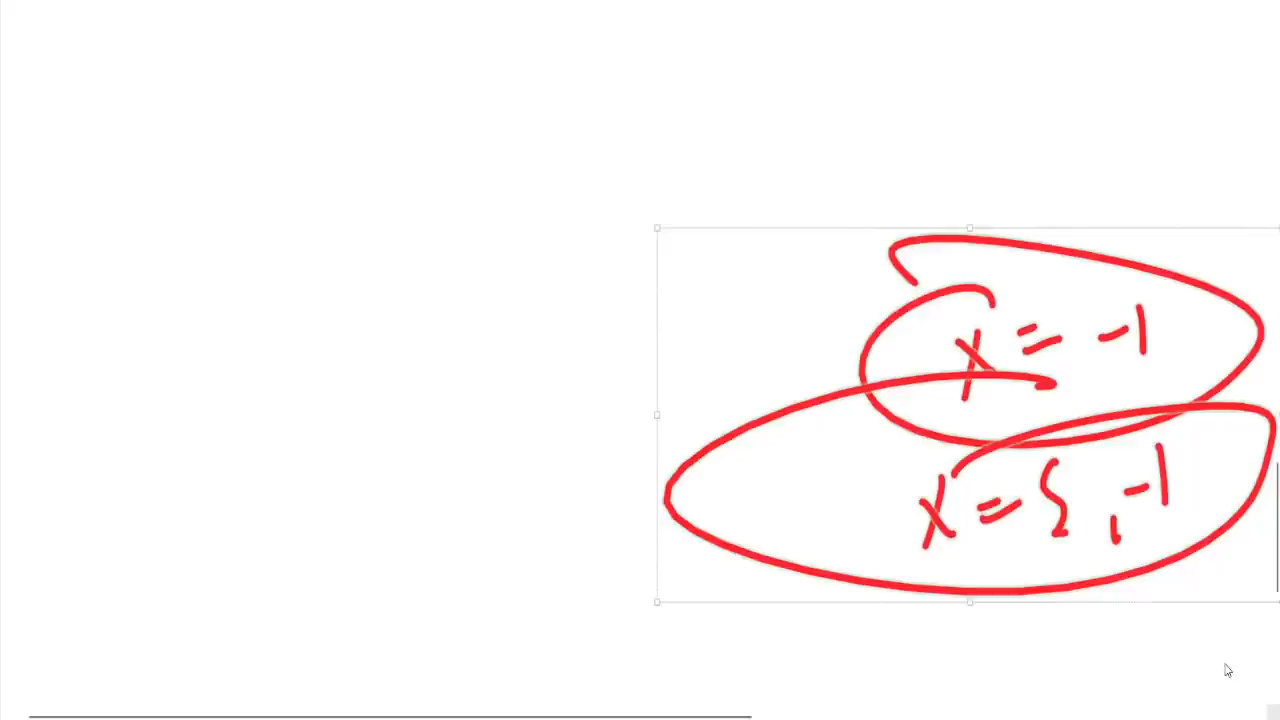 x = -1
x = { , -1